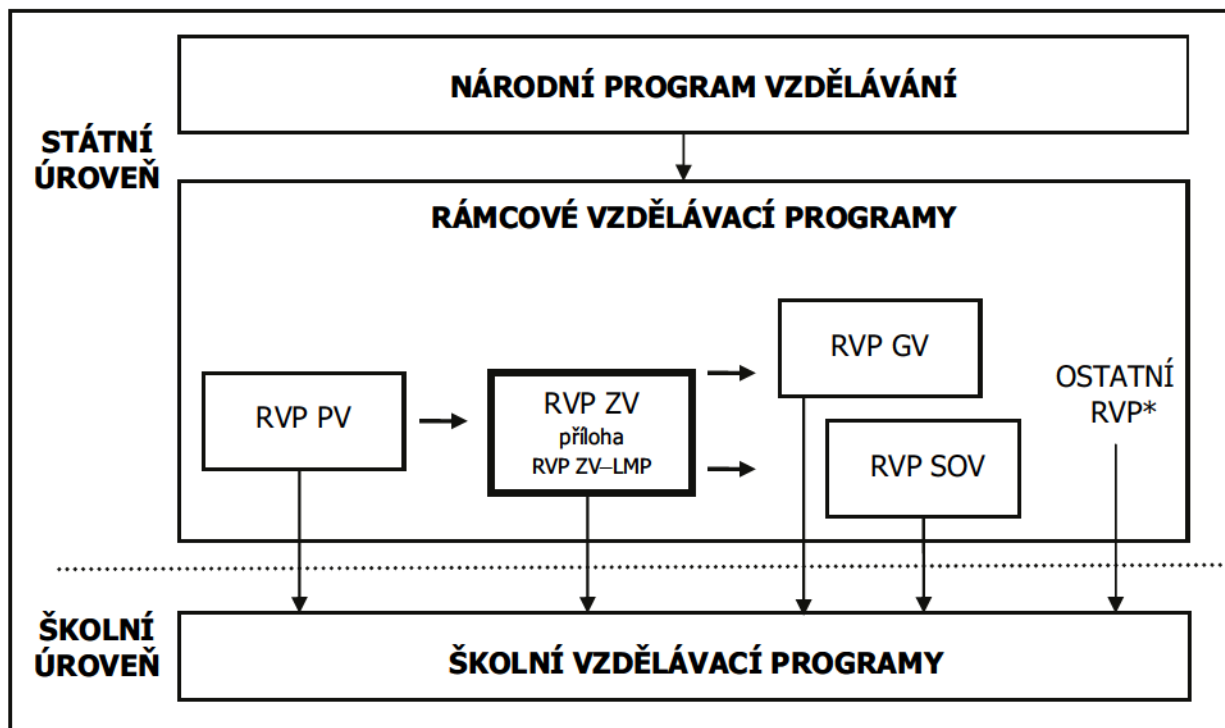 NÁRODNÍ PROGRAM VZDĚLÁVÁNÍ
STÁTNÍ
ÚROVEŇ
RÁMCOVÉ VZDĚLÁVACÍ PROGRAMY
RVP PV
RVP ZV
příloha
RVP ZV–LMP
RVP GV
RVP SOV
OSTATNÍ
RVP*
ŠKOLNÍ
ÚROVEŇ
ŠKOLNÍ VZDĚLÁVACÍ PROGRAMY